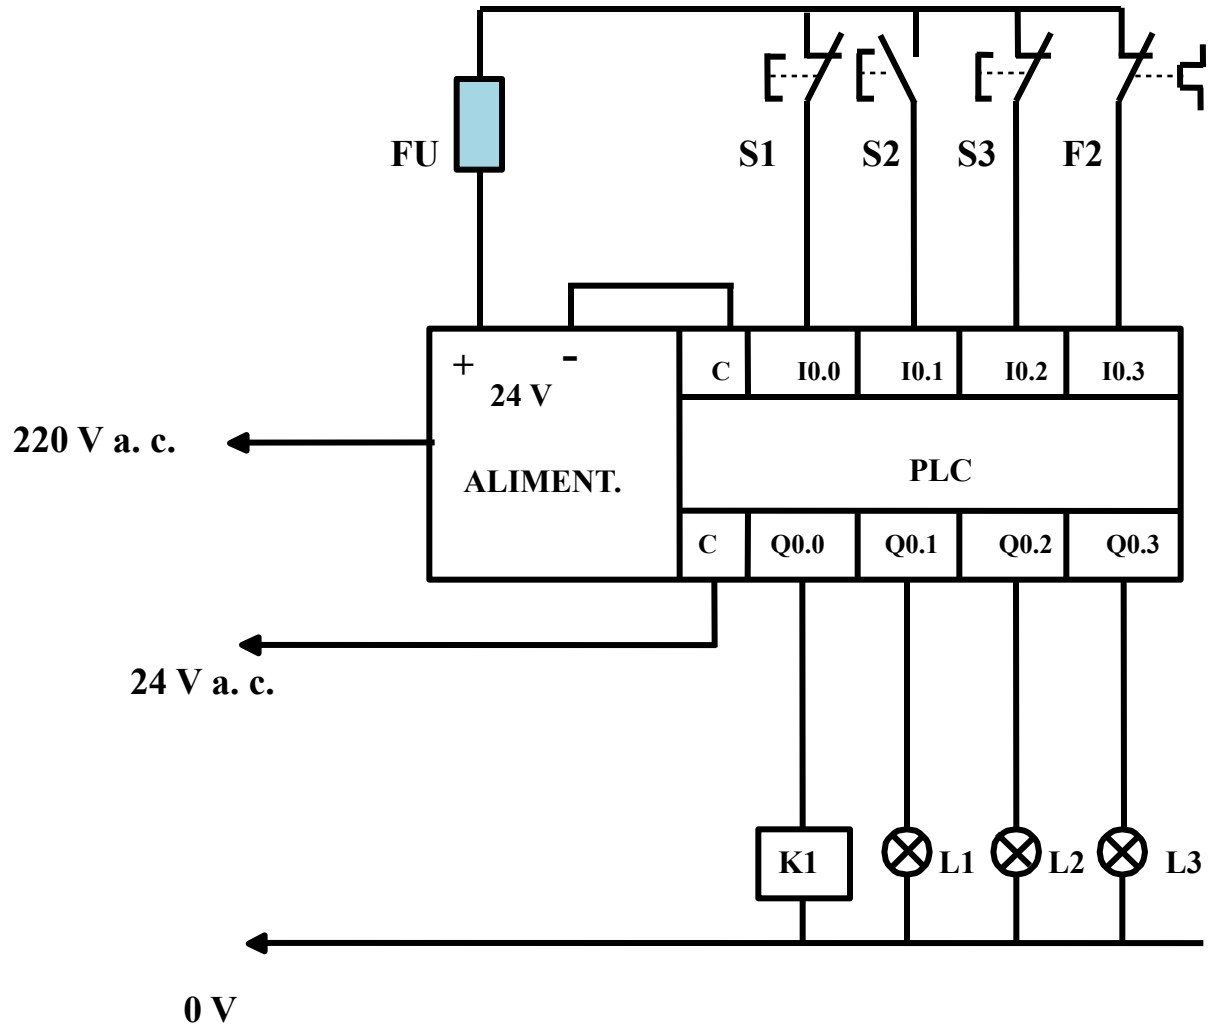 FU
S1
S2
S3
F2
+
-
24 V
C
I0.0
I0.1
I0.2
I0.3
220 V a. c.
ALIMENT.
PLC
C
Q0.0
Q0.1
Q0.2
Q0.3
24 V a. c.
K1
L1
L2
L3
0 V